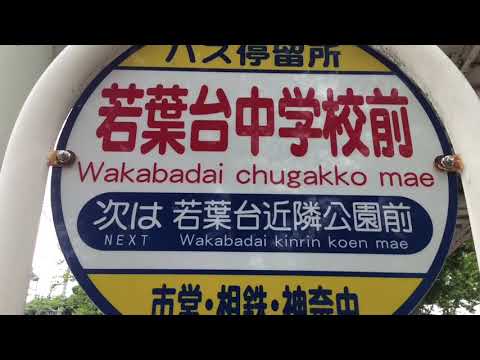 バス停留所
若葉台中学校前
Wakabadai chugakko mae
次は 若葉台近隣公園前
NEXT Wakabadai kinrin koen mae
市営・相鉄・神奈中